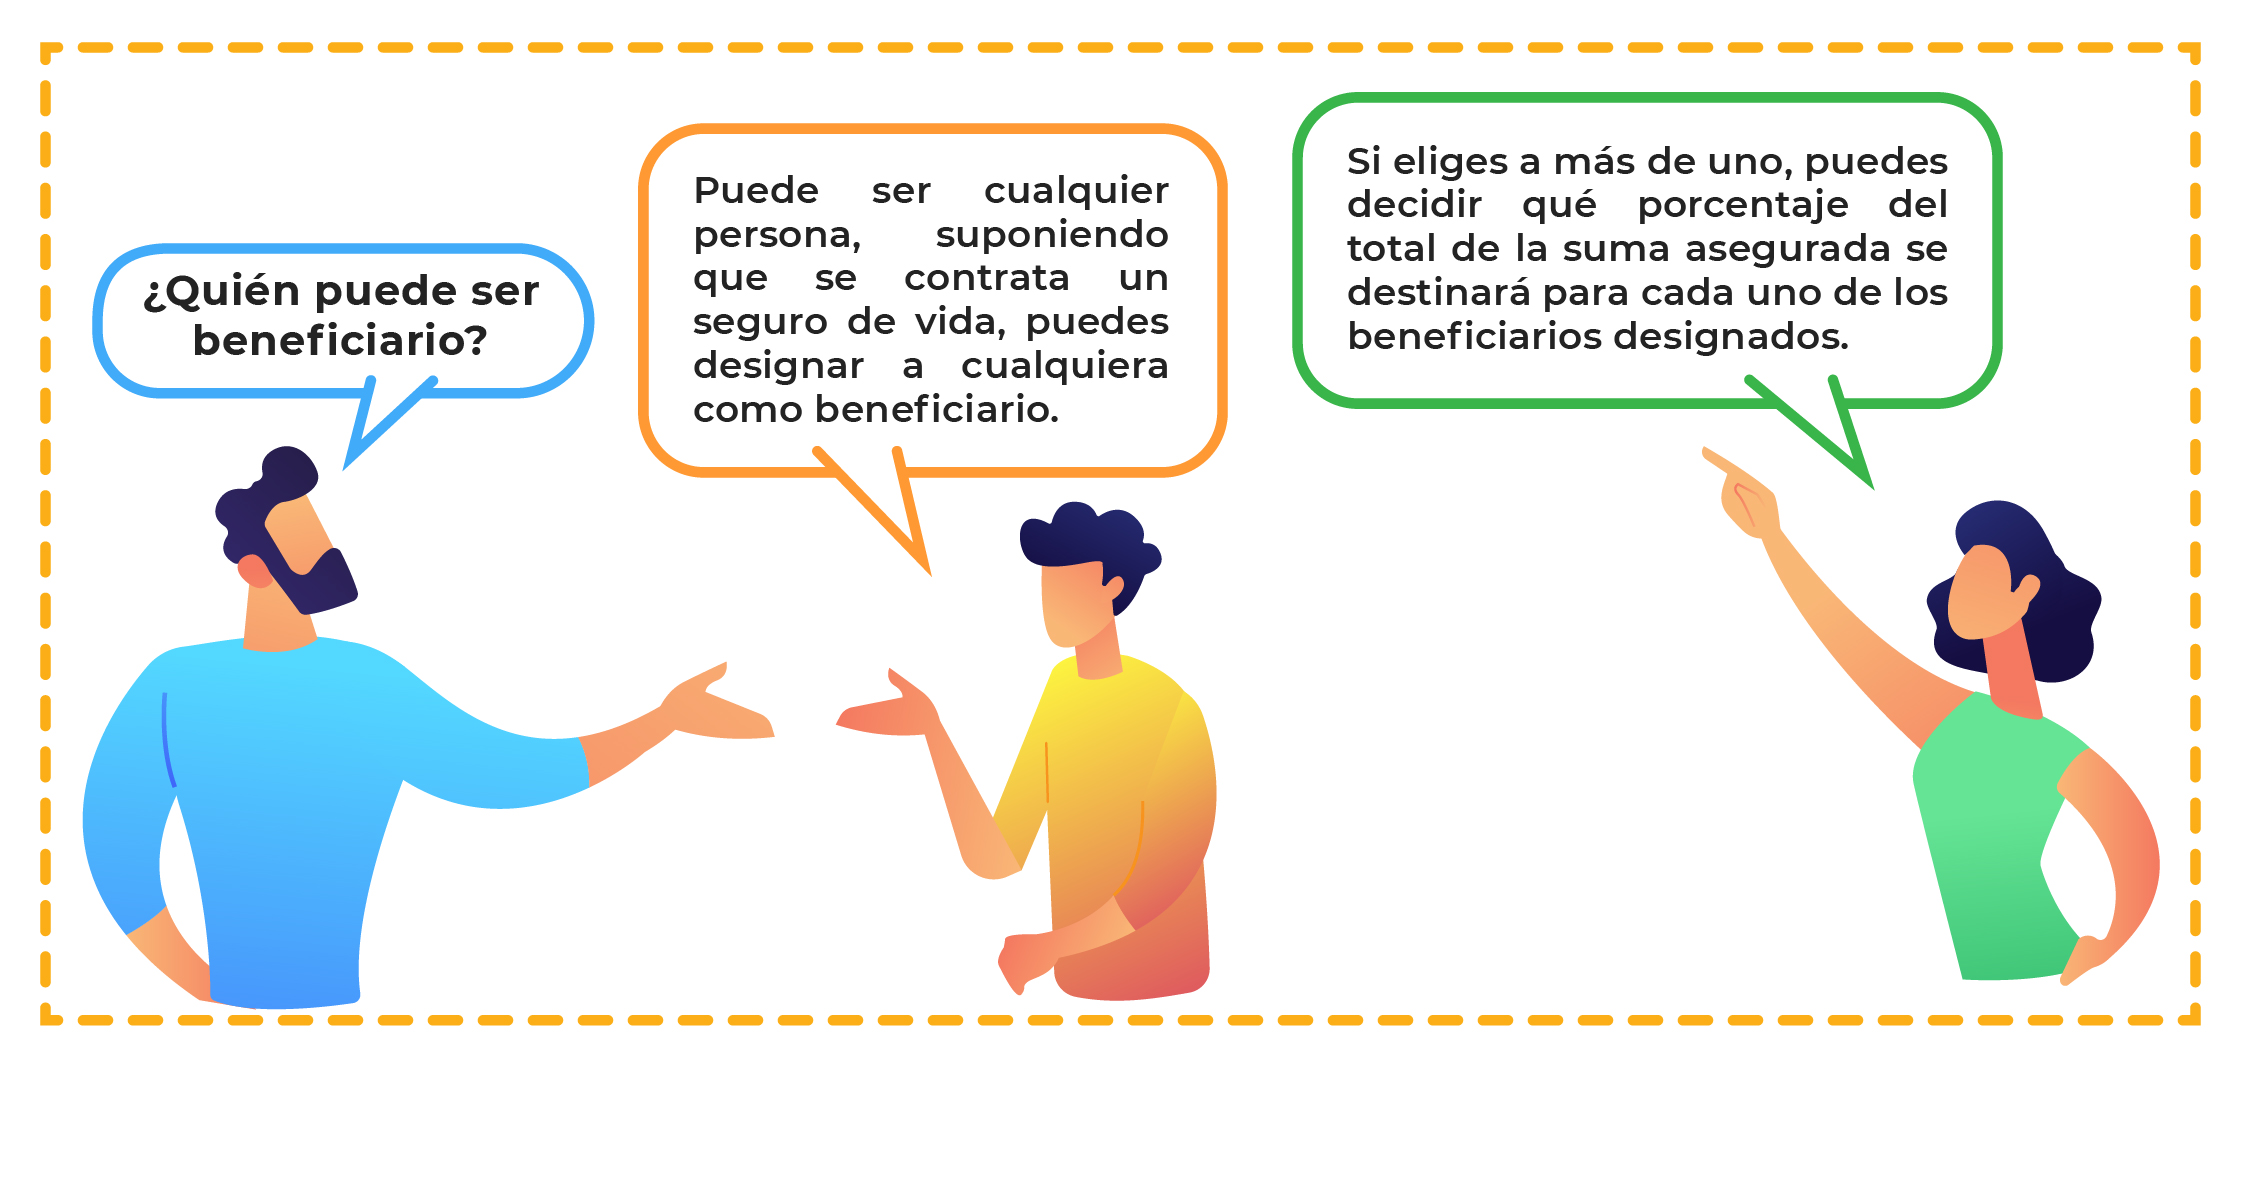 ¿Quién puede ser
beneficiario?
Puede ser cualquier
persona, suponiendo
que se contrata un
seguro de vida, puedes
designar a cualquiera
como beneficiario.
Si eliges a más de uno, puedes
decidir qué porcentaje del
total de la suma asegurada se
destinará para cada uno de los
beneficiarios designados.